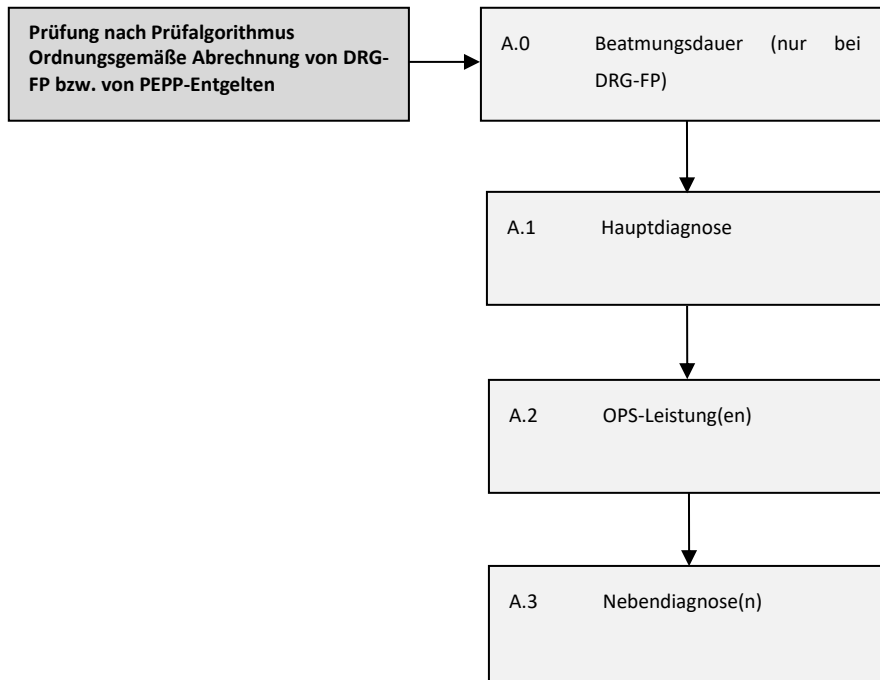 Prüfung nach Prüfalgorithmus
Ordnungsgemäße Abrechnung von DRG-
FP bzw. von PEPP-Entgelten
A.0 Beatmungsdauer (nur bei
DRG-FP)
A.1 Hauptdiagnose
A.2 OPS-Leistung(en)
A.3 Nebendiagnose(n)